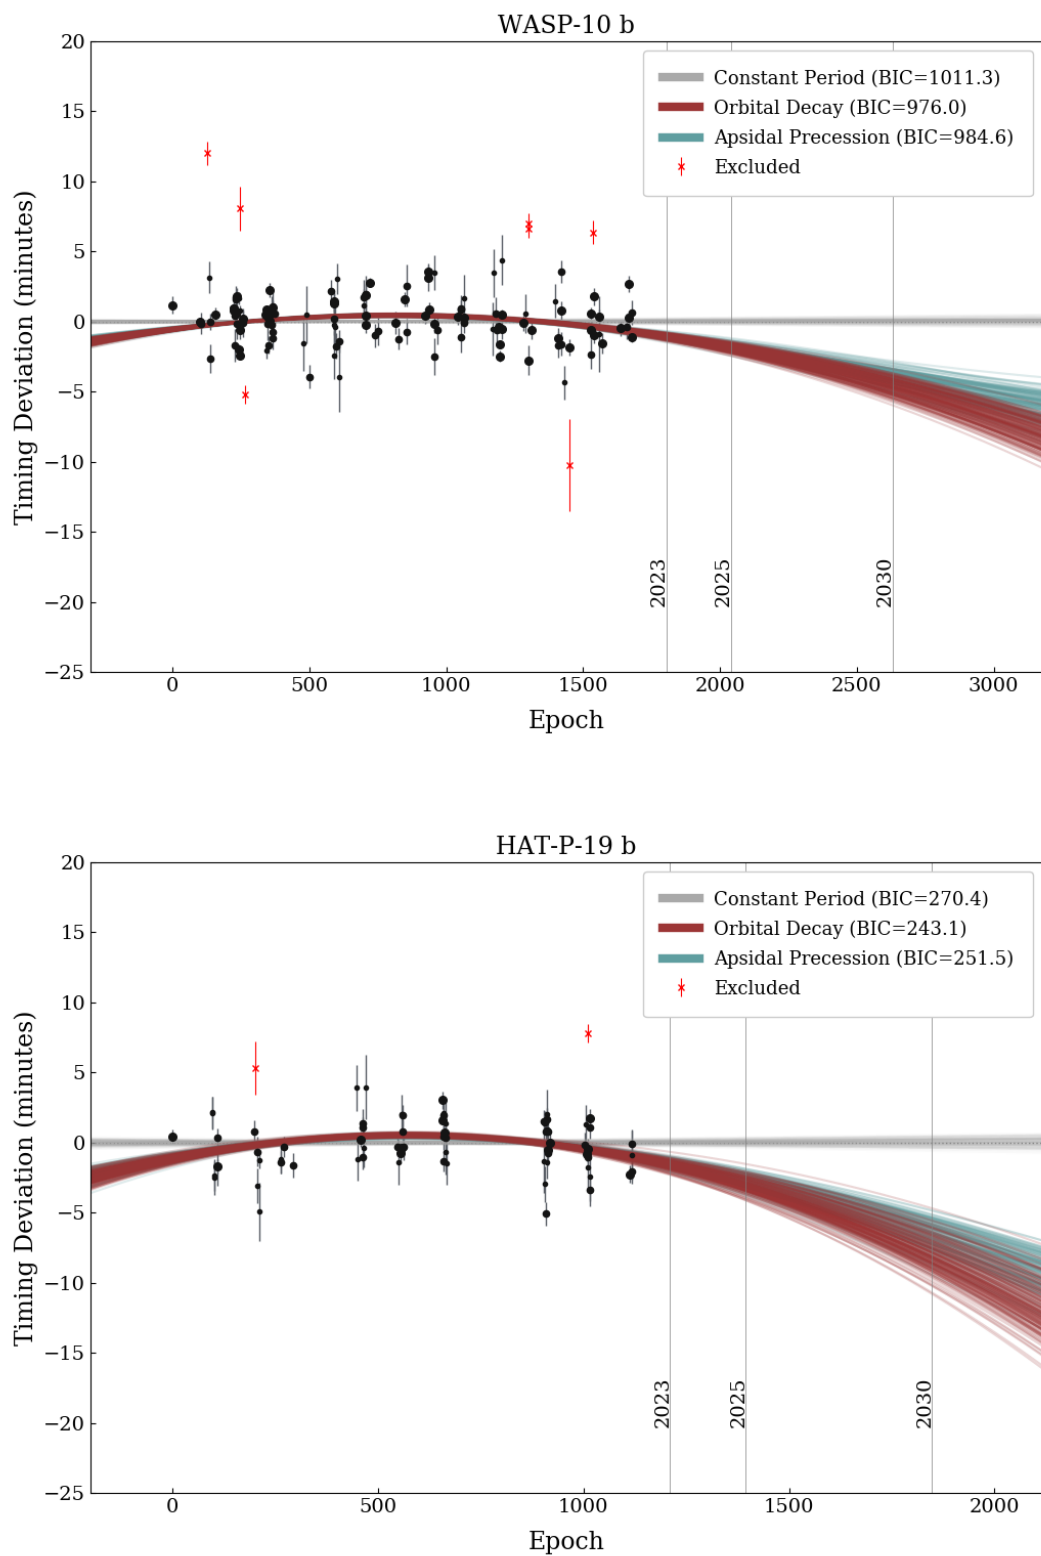 WASP-10 b
20
15
10
5
0
−5
−10
−15
−20
−25
Timing Deviation (minutes)
Constant Period (BIC=1011.3)
Orbital Decay (BIC=976.0)
Apsidal Precession (BIC=984.6)
Excluded
2023
2025
2030
0 500 1000 1500 2000 2500 3000
Epoch
HAT-P-19 b
20
15
10
5
0
−5
−10
−15
−20
−25
Timing Deviation (minutes)
Constant Period (BIC=270.4)
Orbital Decay (BIC=243.1)
Apsidal Precession (BIC=251.5)
Excluded
2023
2025
2030
0 500 1000 1500 2000
Epoch